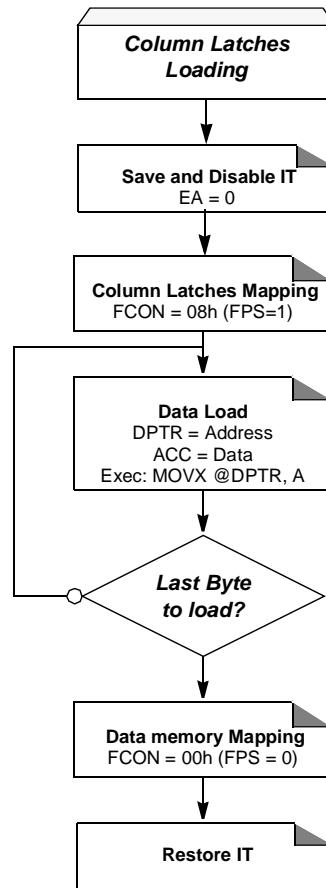 Column Latches
Loading
Save and Disable IT
EA = 0
Column Latches Mapping
FCON = 08h (FPS=1)
Data Load
DPTR = Address
ACC = Data
Exec: MOVX @DPTR, A
Last Byte
to load?
Data memory Mapping
FCON = 00h (FPS = 0)
Restore IT